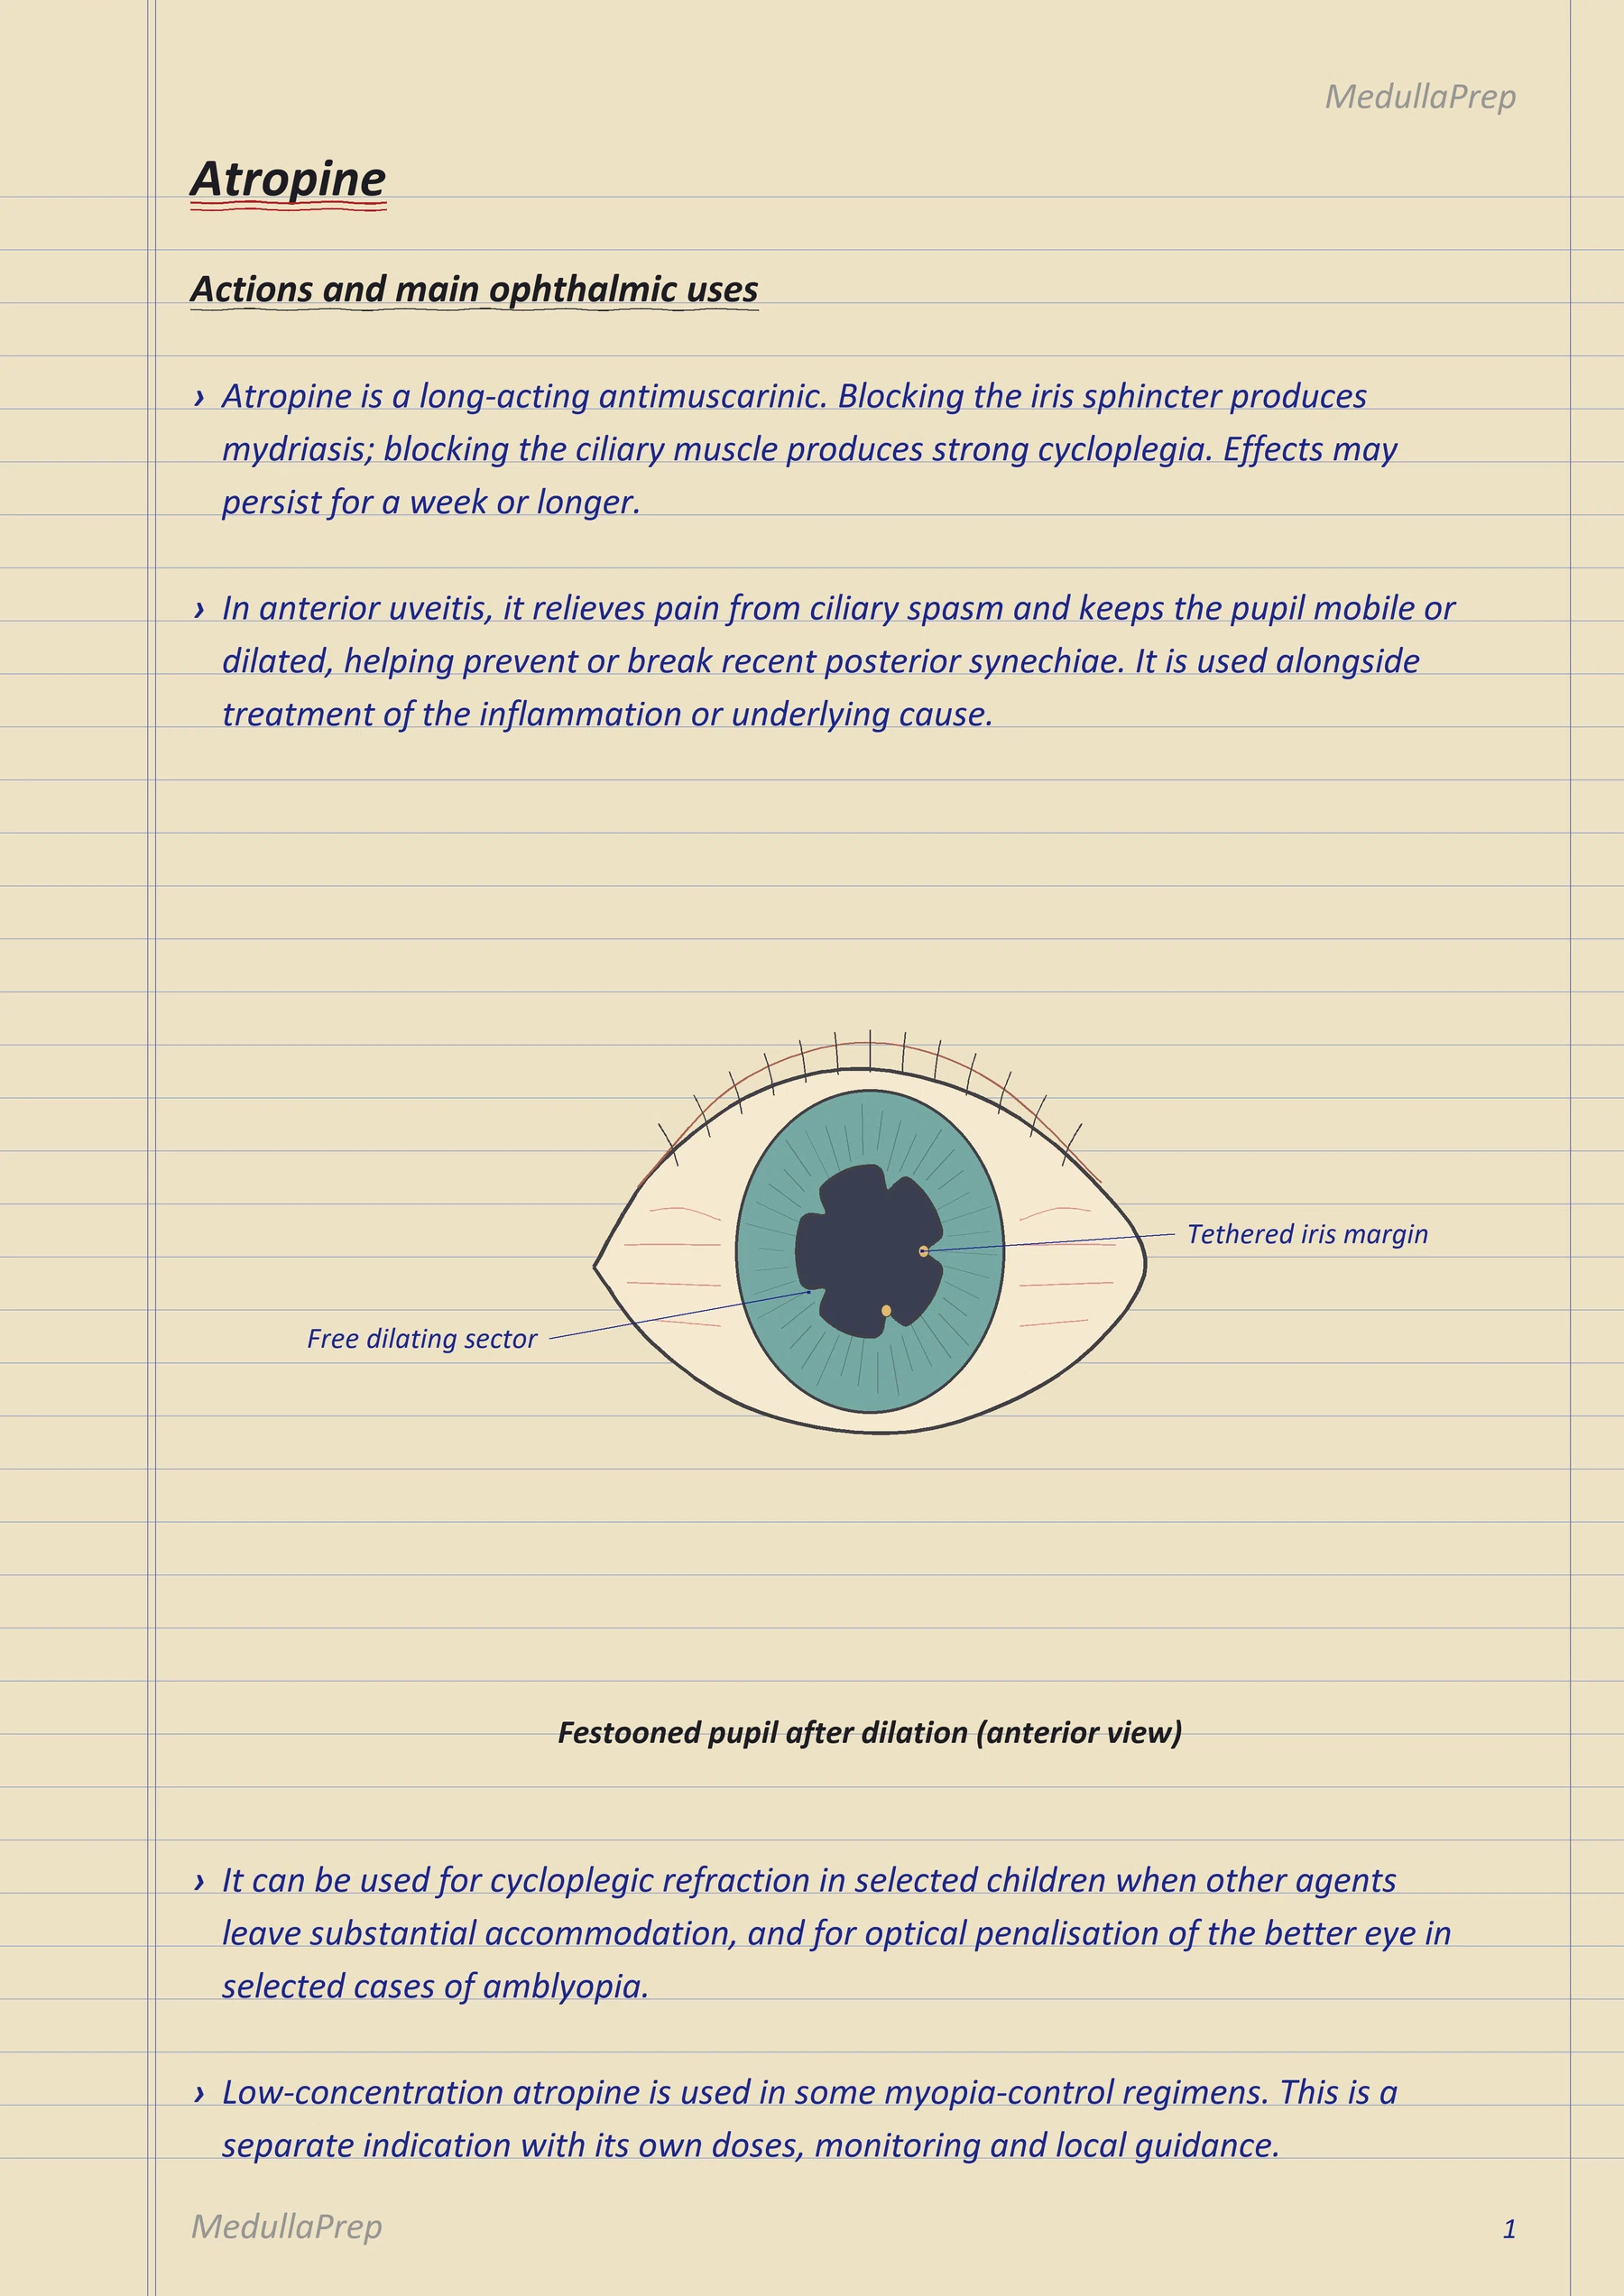 MedullaPrep
Atropine
Actions and main ophthalmic uses
› Atropine is a long-acting antimuscarinic. Blocking the iris sphincter produces
mydriasis; blocking the ciliary muscle produces strong cycloplegia. Effects may
persist for a week or longer.
› In anterior uveitis, it relieves pain from ciliary spasm and keeps the pupil mobile or
dilated, helping prevent or break recent posterior synechiae. It is used alongside
treatment of the inflammation or underlying cause.
Tethered iris margin
Free dilating sector
Festooned pupil after dilation (anterior view)
› It can be used for cycloplegic refraction in selected children when other agents
leave substantial accommodation, and for optical penalisation of the better eye in
selected cases of amblyopia.
› Low-concentration atropine is used in some myopia-control regimens. This is a
separate indication with its own doses, monitoring and local guidance.
MedullaPrep
1